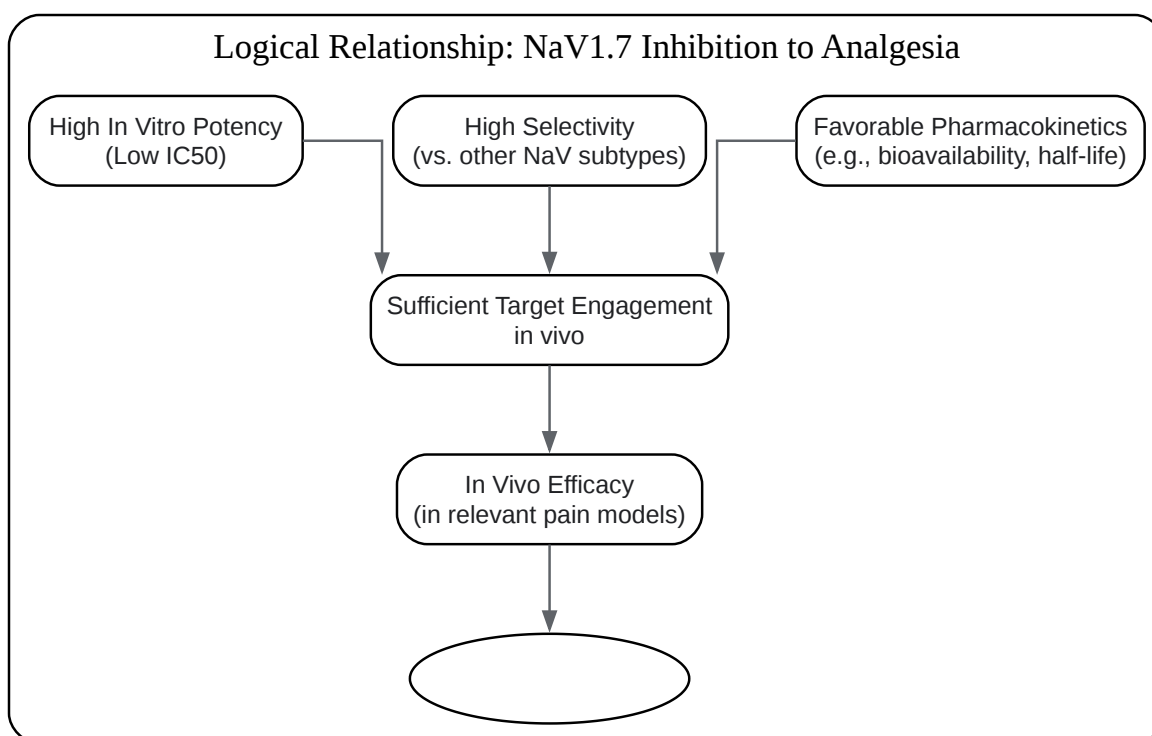 Logical Relationship: NaV1.7 Inhibition to Analgesia
High In Vitro Potency
(Low IC50)
High Selectivity
(vs. other NaV subtypes)
Favorable Pharmacokinetics
(e.g., bioavailability, half-life)
Sufficient Target Engagement
in vivo
In Vivo Efficacy
(in relevant pain models)